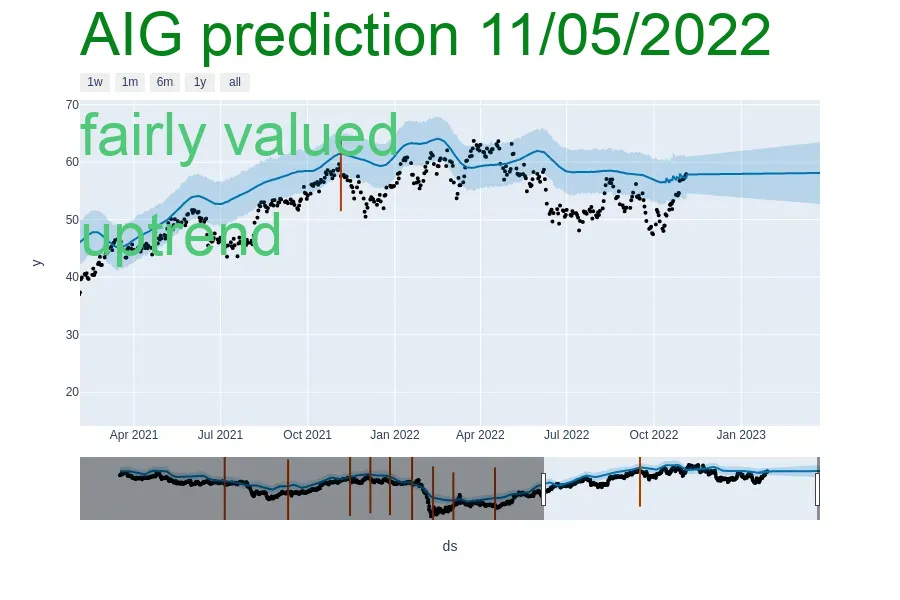 AIG prediction 11/05/2022
1w 1m 6m 1y all
70
fairly valued
60
50
uptrend
y
40
30
20
Apr 2021 Jul 2021 Oct 2021 Jan 2022 Apr 2022 Jul 2022 Oct 2022 Jan 2023
ds